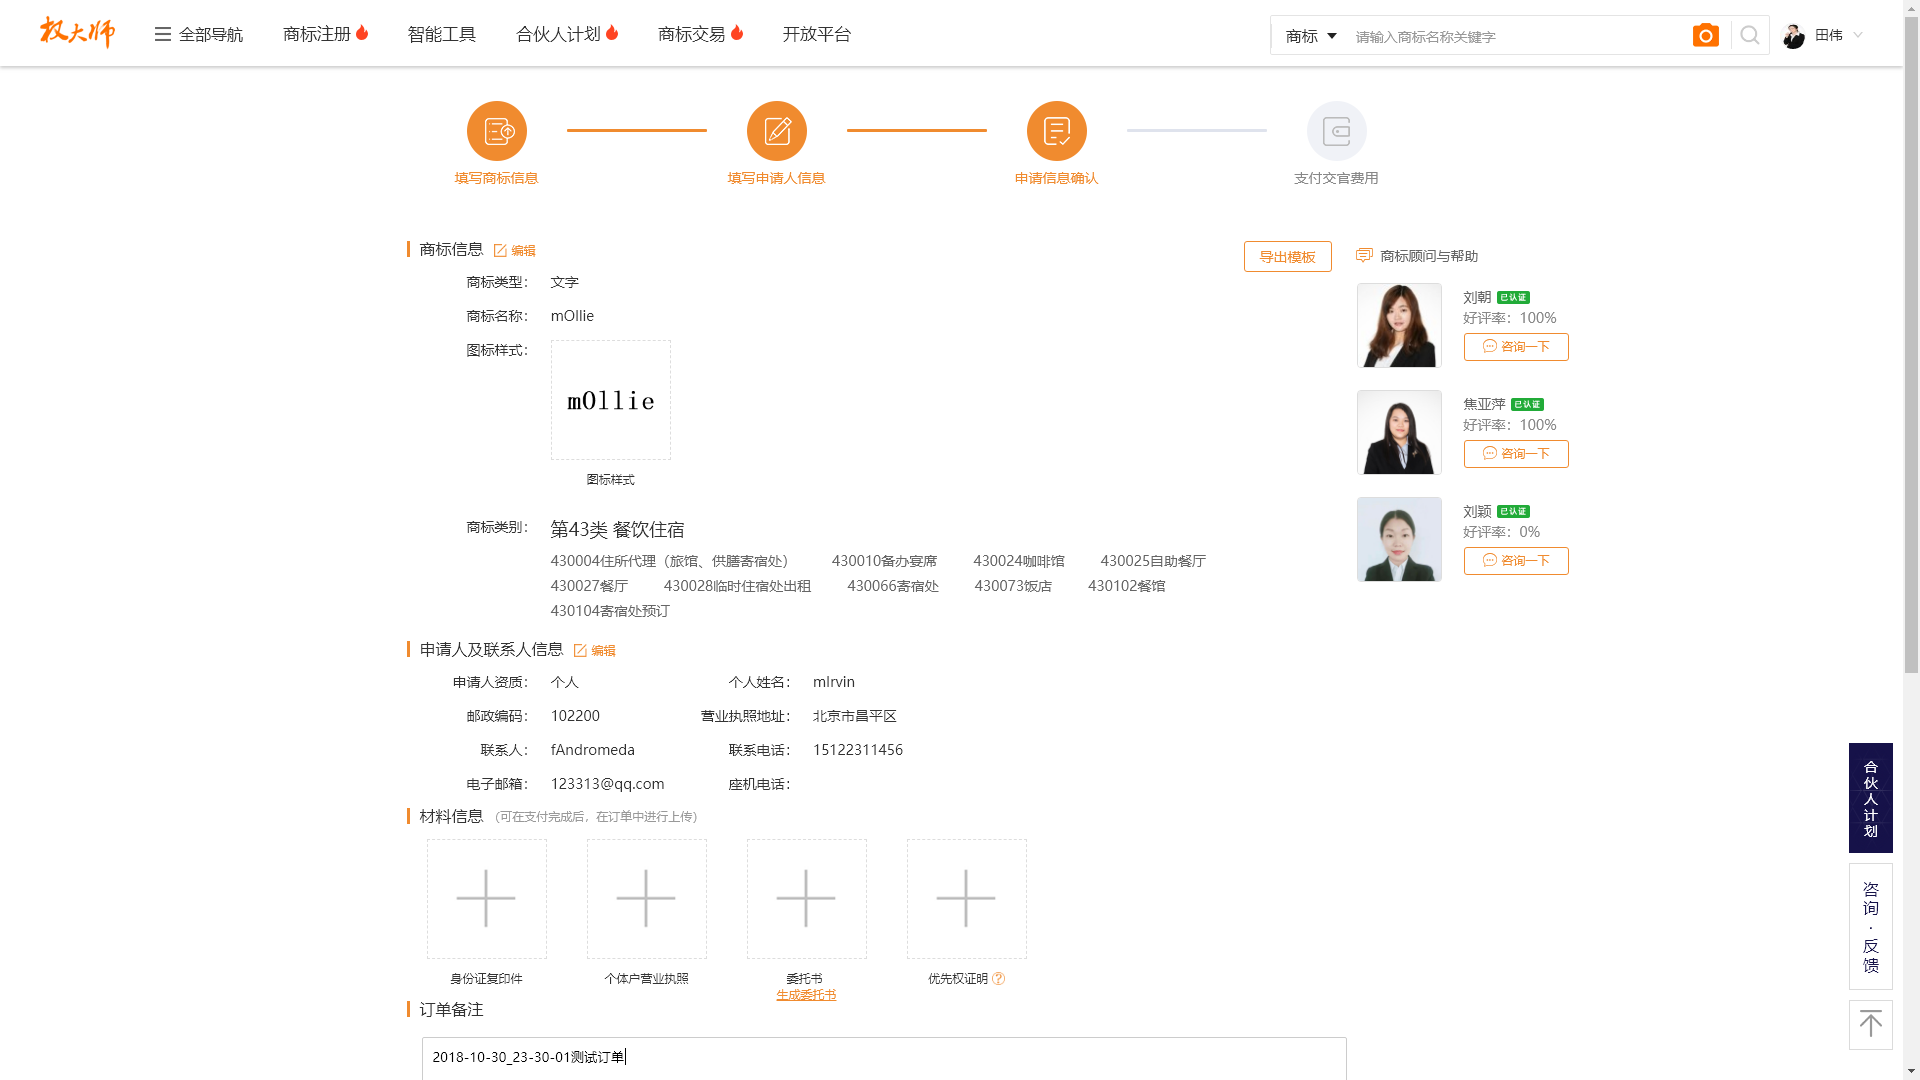 权大师 全部导航 商标注册 智能工具 合伙人计划 商标交易 开放平台 商标 请输入商标名称关键字 田伟
填写商标信息 填写申请人信息 申请信息确认 支付交官费用
商标信息 编辑 导出模板 商标顾问与帮助
商标类型： 文字
商标名称： mOllie
图标样式：
mOllie
图标样式
刘朝 已认证
好评率：100%
咨询一下
焦亚萍 已认证
好评率：100%
咨询一下
刘颖 已认证
好评率：0%
咨询一下
商标类别： 第43类 餐饮住宿
430004住所代理（旅馆、供膳寄宿处） 430010备办宴席 430024咖啡馆 430025自助餐厅
430027餐厅 430028临时住宿处出租 430066寄宿处 430073饭店 430102餐馆
430104寄宿处预订
申请人及联系人信息 编辑
申请人资质： 个人 个人姓名： mIrvin
邮政编码： 102200 营业执照地址： 北京市昌平区
联系人： fAndromeda 联系电话： 15122311456
电子邮箱： 123313@qq.com 座机电话：
材料信息 （可在支付完成后，在订单中进行上传）
身份证复印件 个体户营业执照 委托书 优先权证明
生成委托书
订单备注
2018-10-30_23-30-01测试订单
合伙人计划
咨询·反馈